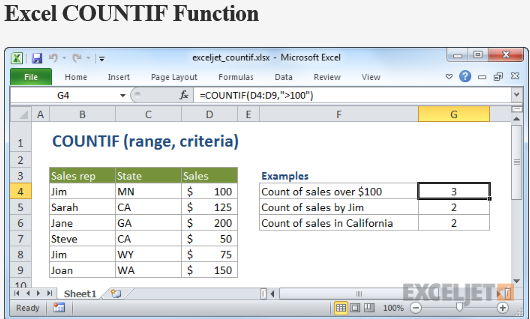 Excel COUNTIF Function
exceljet_countif.xlsx - Microsoft Excel
File Home Insert Page Layout Formulas Data Review View
G4 fx =COUNTIF(D4:D9,">100")
A B C D E F G
1 COUNTIF (range, criteria)
2
3 Sales rep State Sales Examples
4 Jim MN $ 100 Count of sales over $100 3
5 Sarah CA $ 125 Count of sales by Jim 2
6 Jane GA $ 200 Count of sales in California 2
7 Steve CA $ 50
8 Jim WY $ 75
9 Joan WA $ 150
10
Sheet1 EXCELJET
Ready 100%